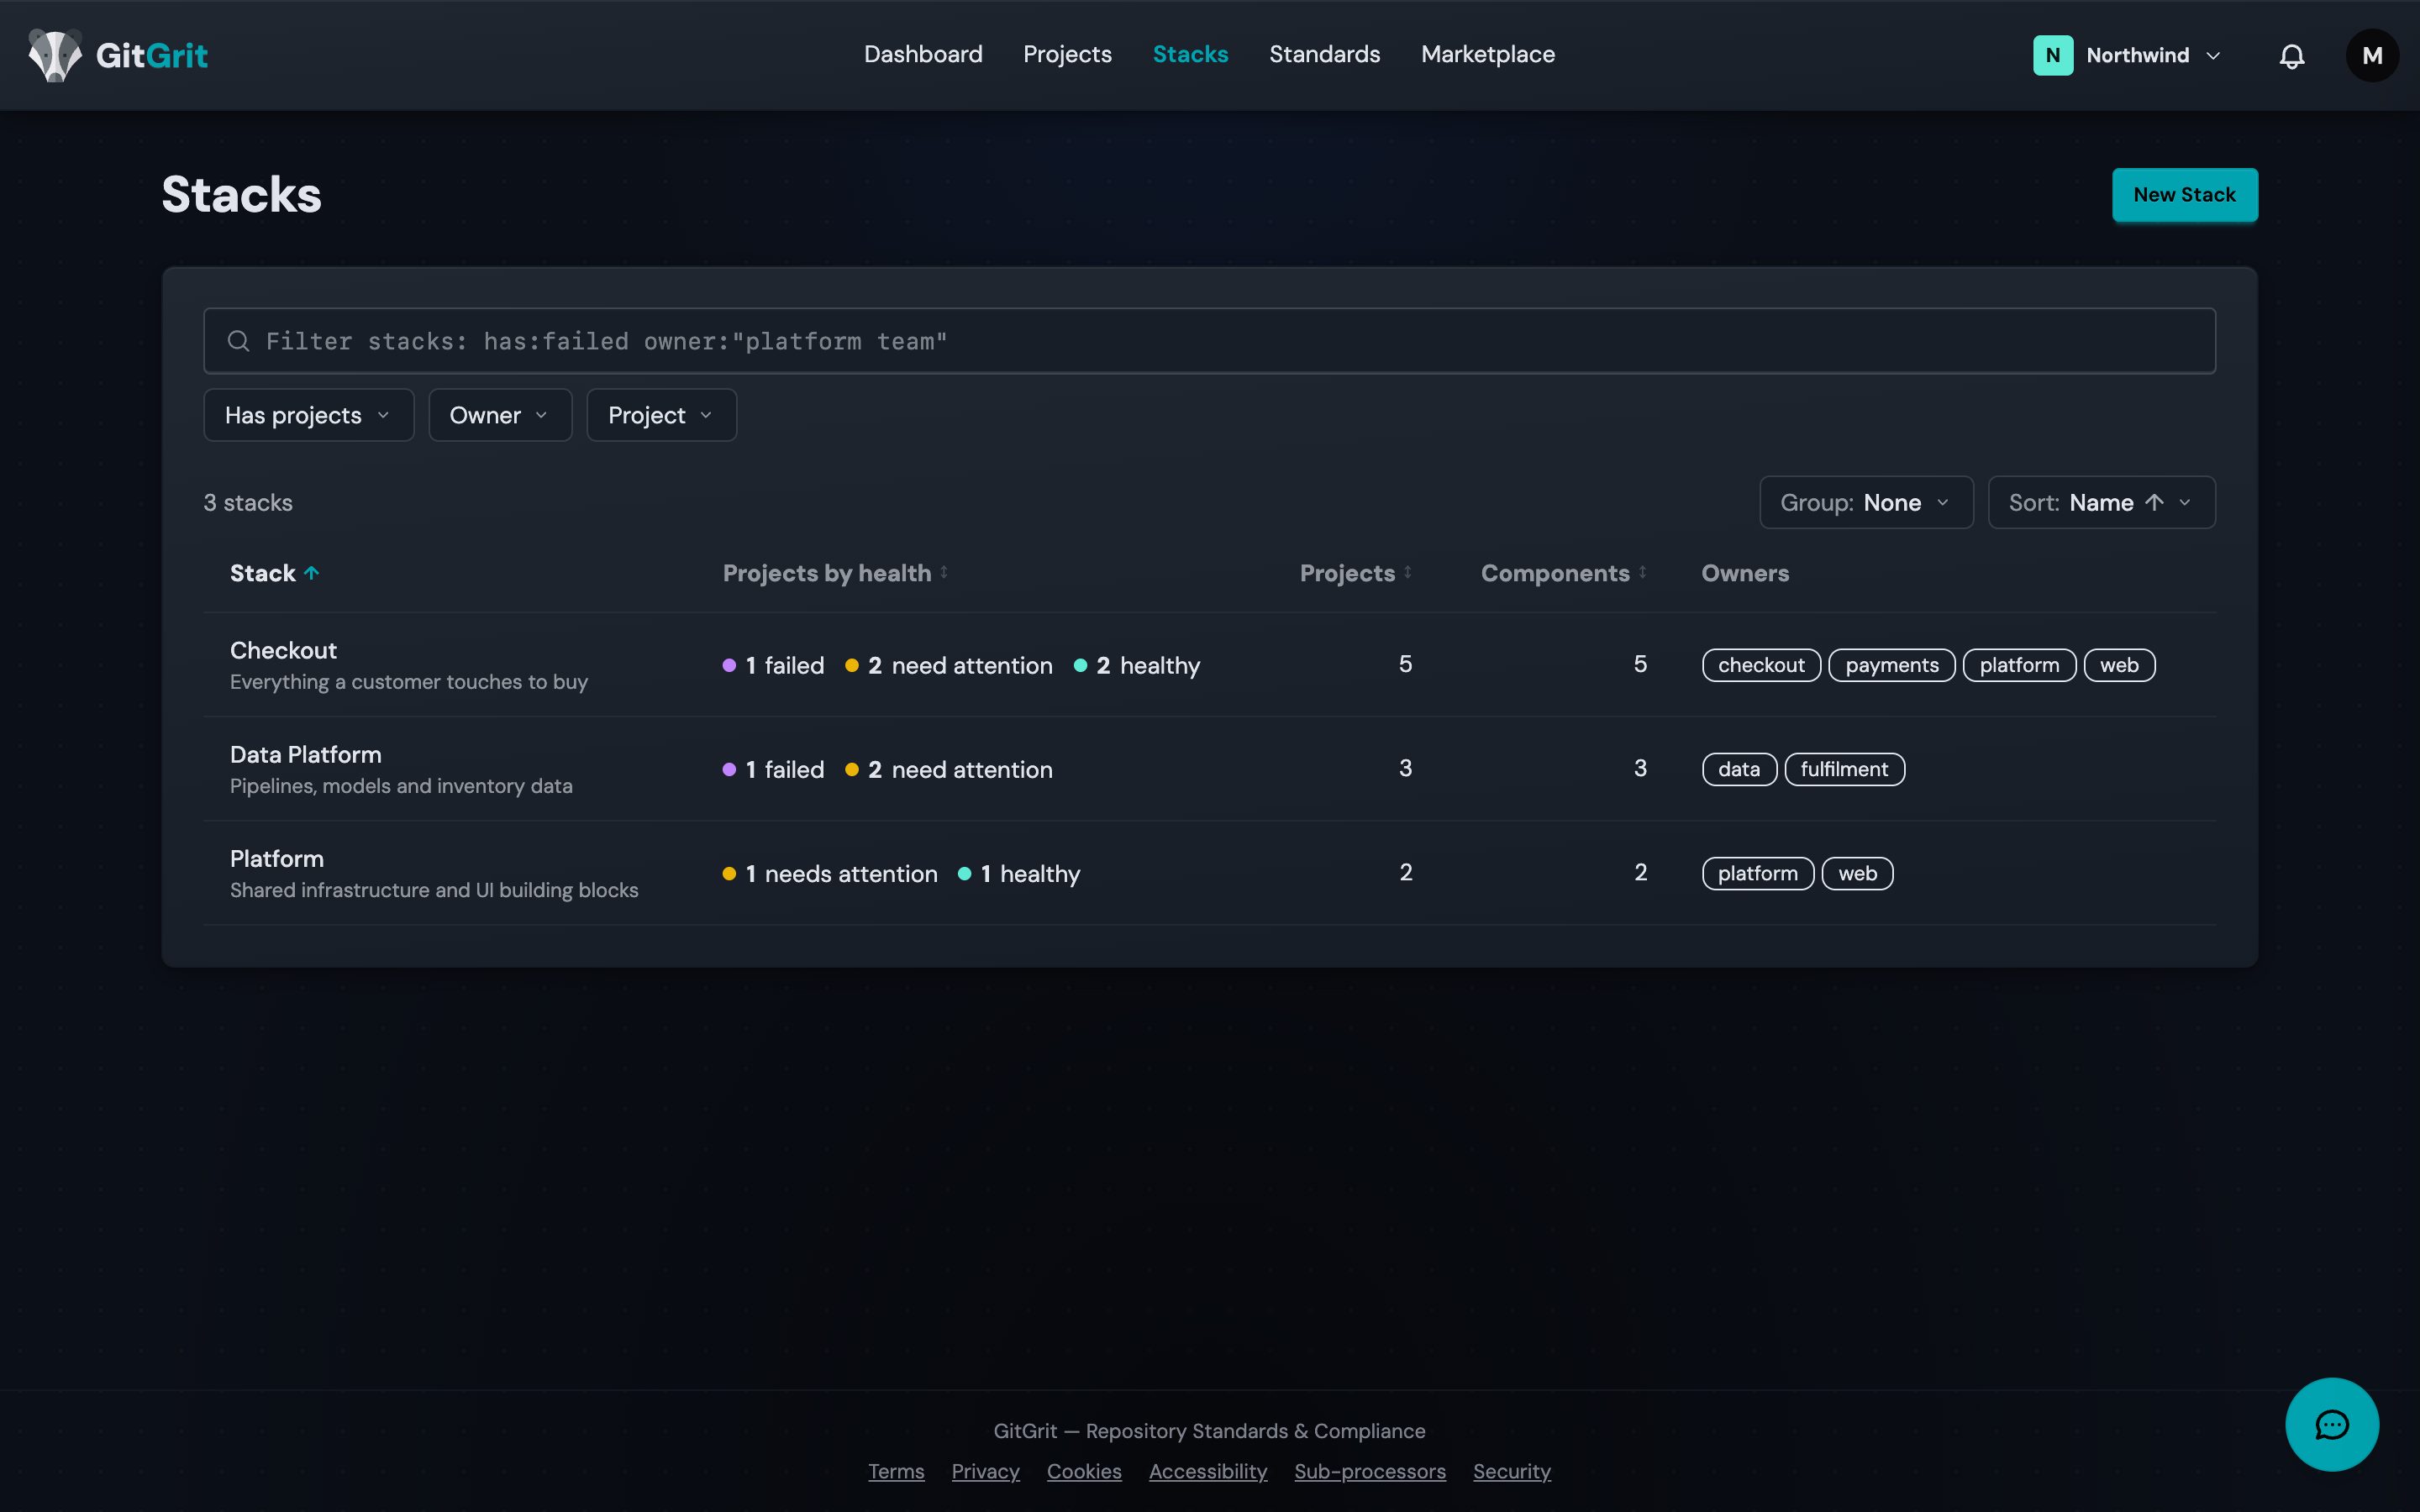 GitGrit
Dashboard Projects Stacks Standards Marketplace
N Northwind
M
Stacks
New Stack
Filter stacks: has:failed owner:"platform team"
Has projects Owner Project
3 stacks
Group: None Sort: Name ↑
Stack ↑ Projects by health ↕ Projects ↕ Components ↕ Owners
Checkout
Everything a customer touches to buy
1 failed 2 need attention 2 healthy 5 5 checkout payments platform web
Data Platform
Pipelines, models and inventory data
1 failed 2 need attention 3 3 data fulfilment
Platform
Shared infrastructure and UI building blocks
1 needs attention 1 healthy 2 2 platform web
GitGrit — Repository Standards & Compliance
Terms Privacy Cookies Accessibility Sub-processors Security